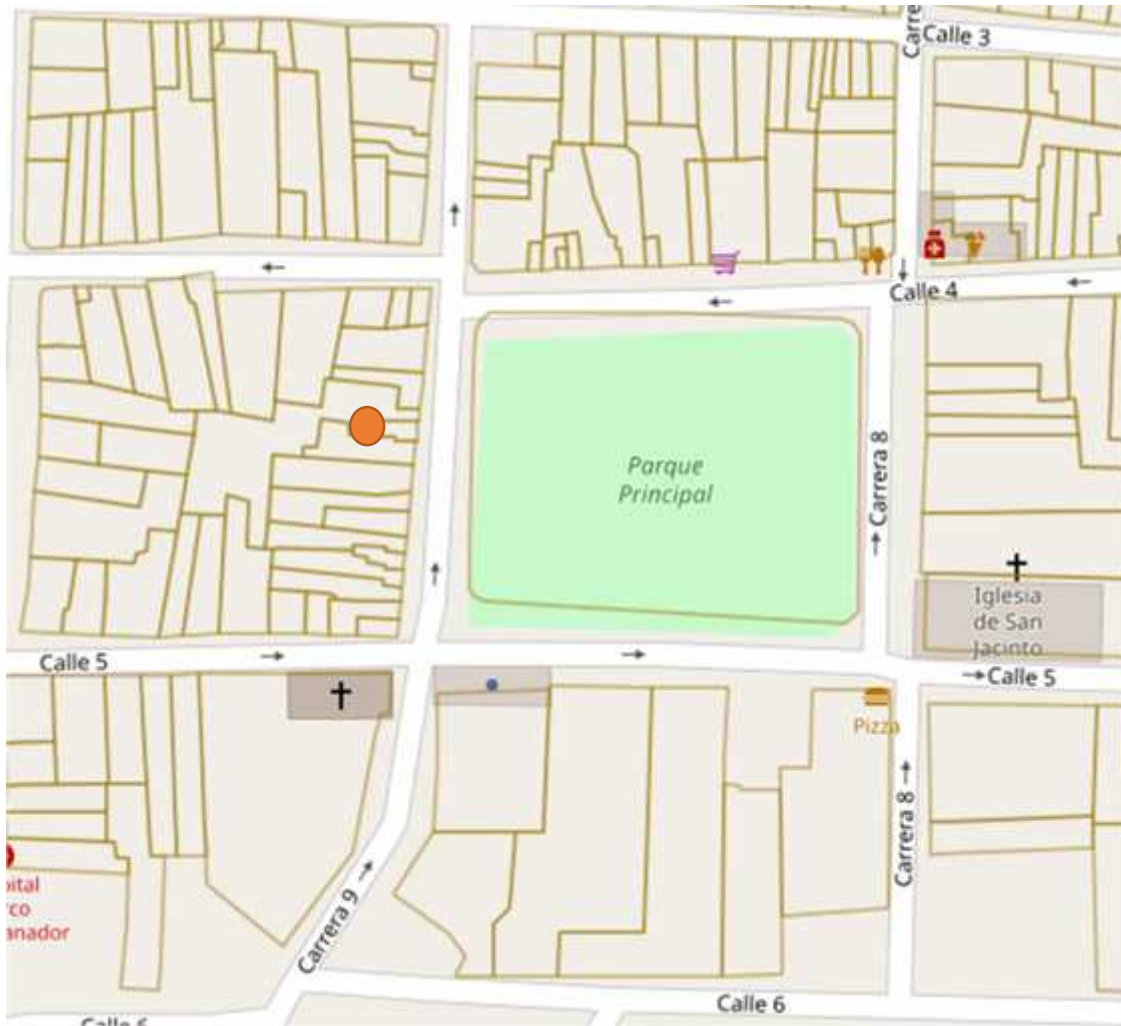 Calle 3
Calle 4
Carrera 8
Parque
Principal
Iglesia
de San
Jacinto
Calle 5
Calle 5
Pizza
Carrera 8
Carrera 9
Calle 6